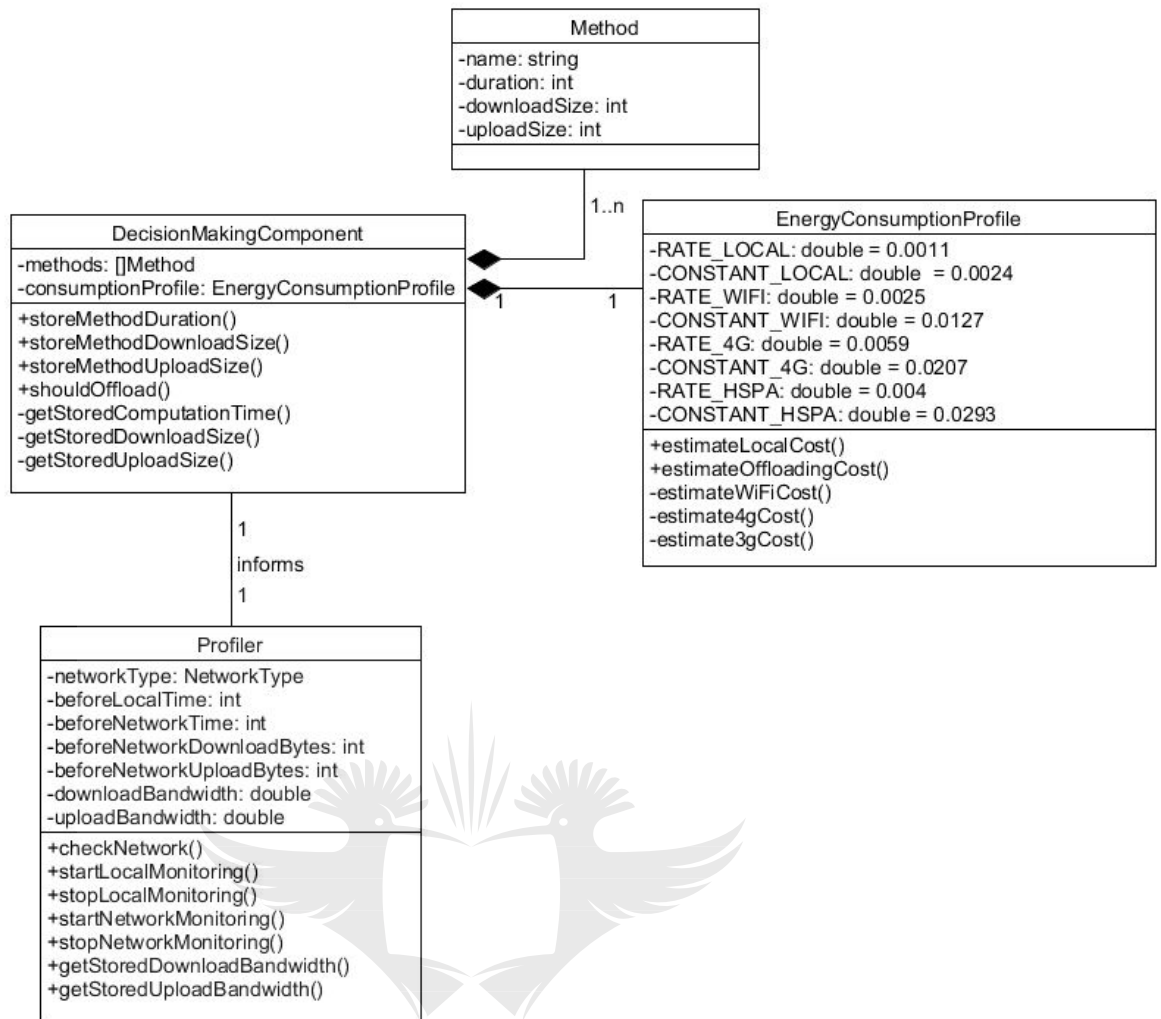 Method
-name: string
-duration: int
-downloadSize: int
-uploadSize: int
1..n
DecisionMakingComponent
-methods: []Method
-consumptionProfile: EnergyConsumptionProfile
+storeMethodDuration()
+storeMethodDownloadSize()
+storeMethodUploadSize()
+shouldOffload()
-getStoredComputationTime()
-getStoredDownloadSize()
-getStoredUploadSize()
1
1
EnergyConsumptionProfile
-RATE_LOCAL: double = 0.0011
-CONSTANT_LOCAL: double  = 0.0024
-RATE_WIFI: double = 0.0025
-CONSTANT_WIFI: double = 0.0127
-RATE_4G: double = 0.0059
-CONSTANT_4G: double = 0.0207
-RATE_HSPA: double = 0.004
-CONSTANT_HSPA: double = 0.0293
+estimateLocalCost()
+estimateOffloadingCost()
-estimateWiFiCost()
-estimate4gCost()
-estimate3gCost()
1
informs
1
Profiler
-networkType: NetworkType
-beforeLocalTime: int
-beforeNetworkTime: int
-beforeNetworkDownloadBytes: int
-beforeNetworkUploadBytes: int
-downloadBandwidth: double
-uploadBandwidth: double
+checkNetwork()
+startLocalMonitoring()
+stopLocalMonitoring()
+startNetworkMonitoring()
+stopNetworkMonitoring()
+getStoredDownloadBandwidth()
+getStoredUploadBandwidth()